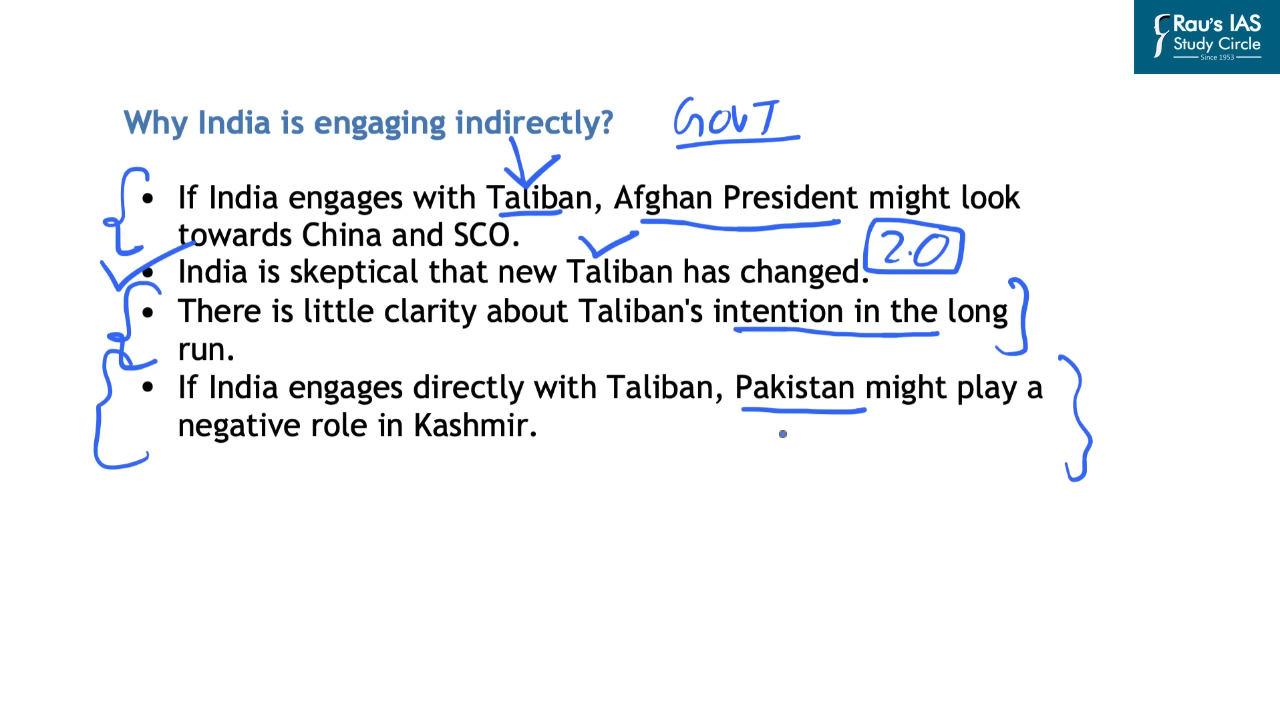 Rau's IAS
Study Circle
Since 1953
Why India is engaging indirectly? GOVT
• If India engages with Taliban, Afghan President might look
towards China and SCO.
2.0
• India is skeptical that new Taliban has changed.
• There is little clarity about Taliban's intention in the long
run.
• If India engages directly with Taliban, Pakistan might play a
negative role in Kashmir.